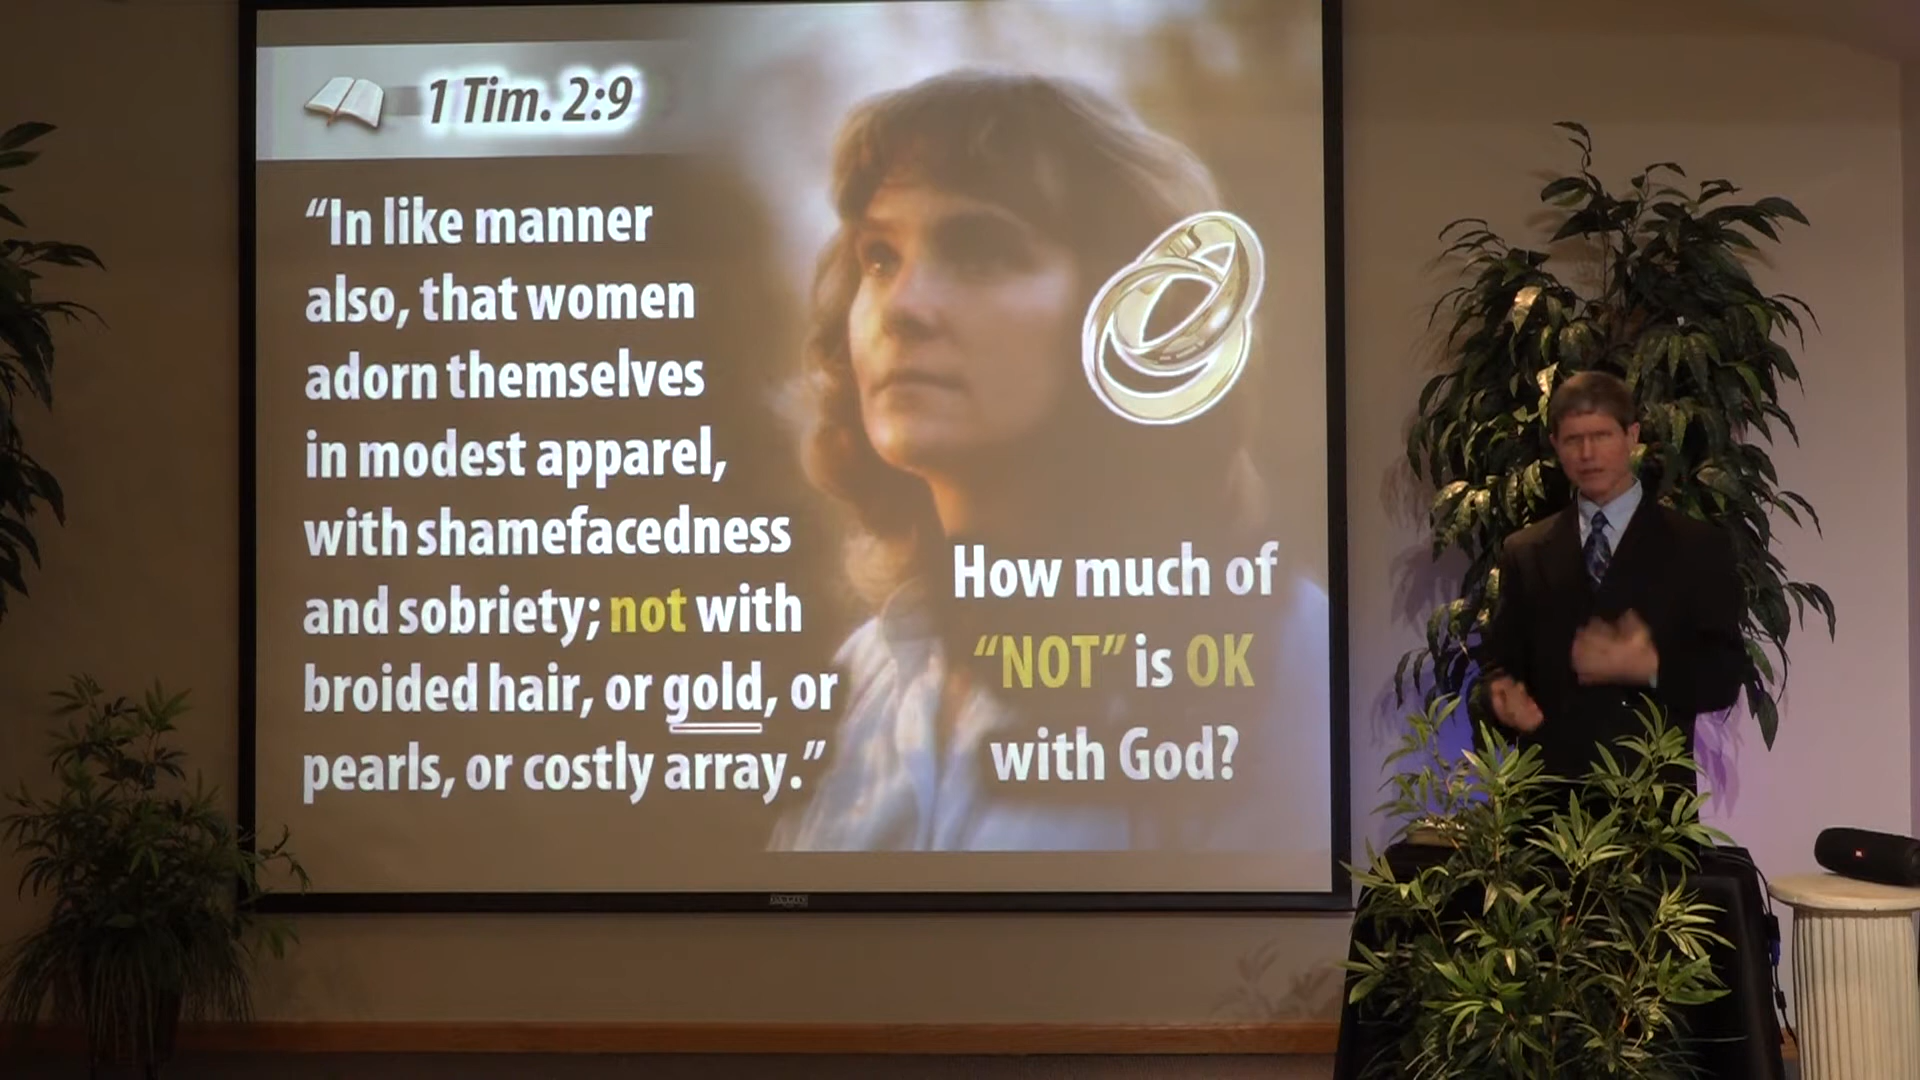 1 Tim. 2:9
“In like manner
also, that women
adorn themselves
in modest apparel,
with shamefacedness
and sobriety; not with
broided hair, or gold, or
pearls, or costly array.”
How much of
“NOT” is OK
with God?